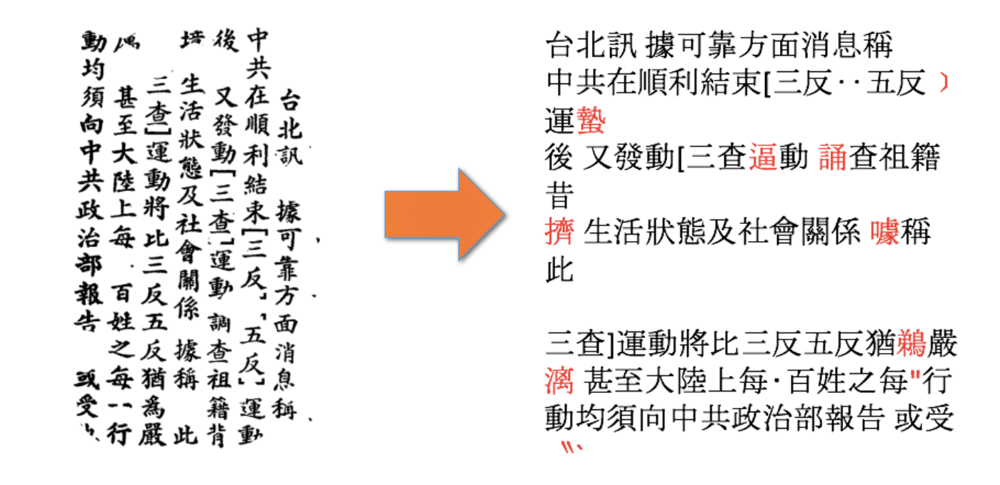 台北訊 據可靠方面消息稱
中共在順利結束[三反」、五反」運動
後 又發動[三查]運動 調查祖籍背
境 生活狀態及社會關係 據稱 此
三查]運動將比三反五反猶為嚴
甚至大陸上每.百姓之每--行
動均須向中共政治部報告 或受
台北訊 據可靠方面消息稱
中共在順利結束[三反··五反 ﹞
運蟄
後 又發動[三查逼動 誦查祖籍
昔
擠 生活狀態及社會關係 噱稱
此
三查]運動將比三反五反猶鵜嚴
漓 甚至大陸上每·百姓之每"行
動均須向中共政治部報告 或受